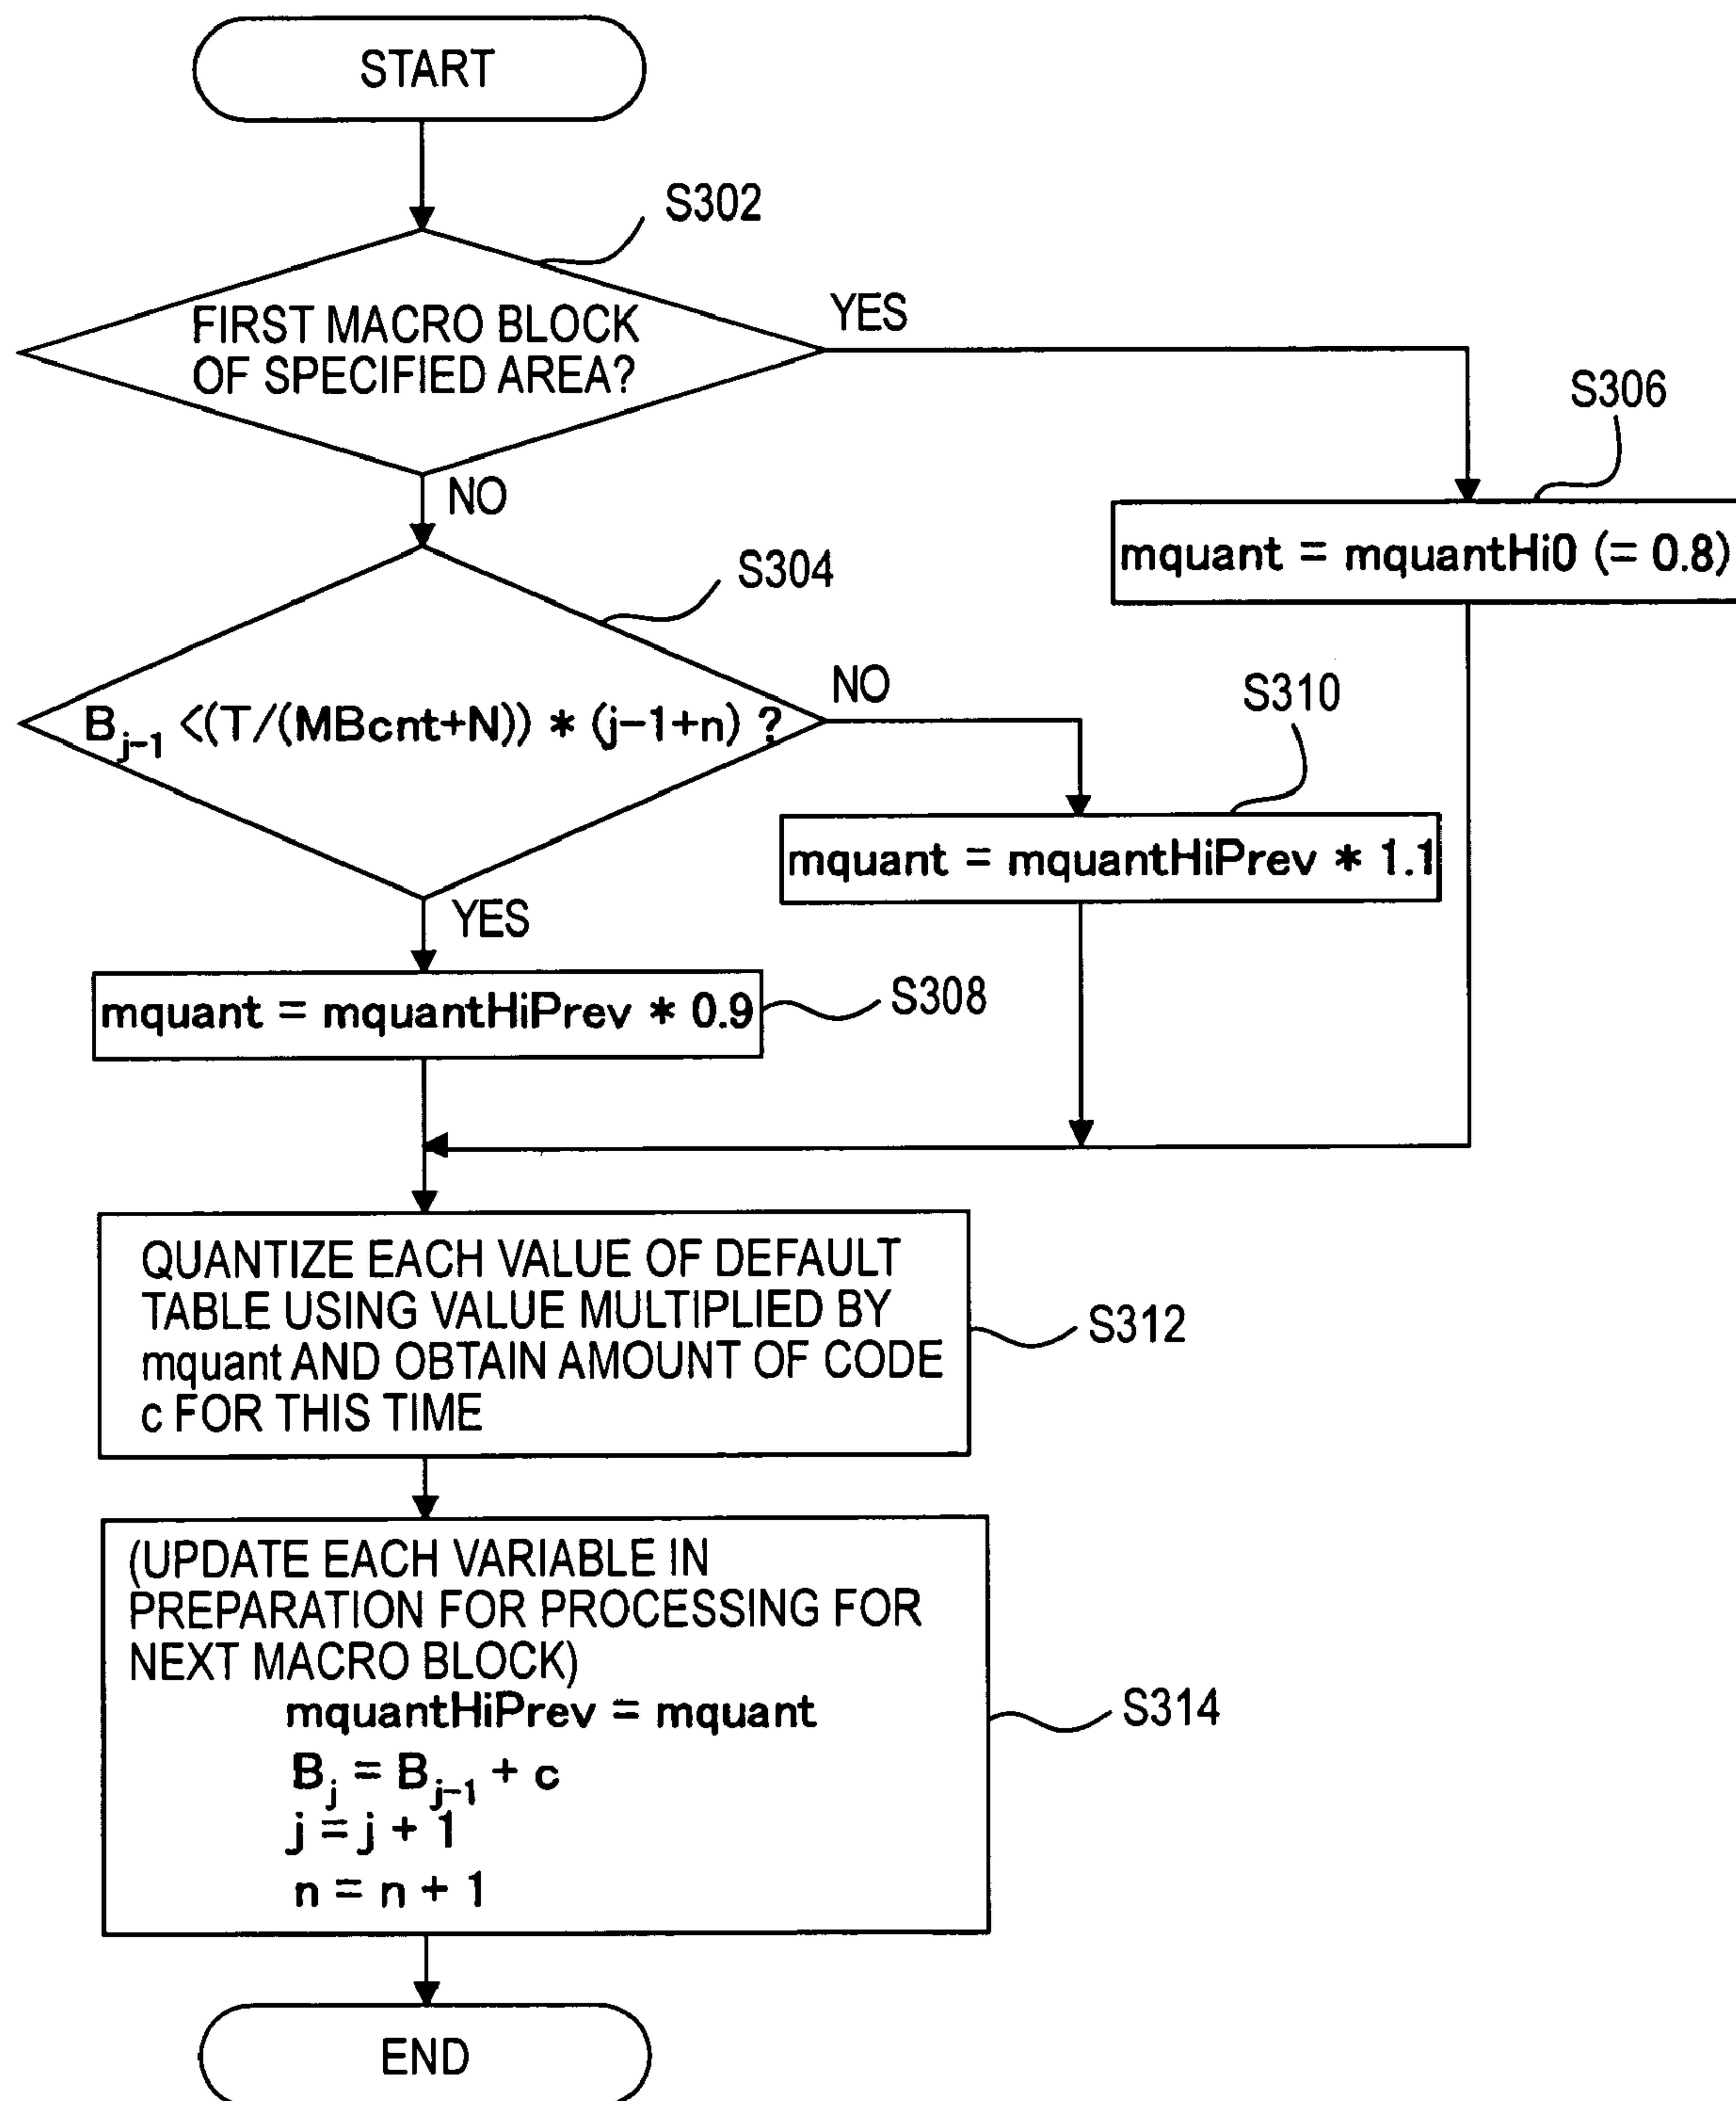 START
S302
FIRST MACRO BLOCK
OF SPECIFIED AREA?
YES
NO
S306
mquant = mquantHi0 (= 0.8)
S304
B_{j-1} <((T/(MBcnt+N)) * (j-1+n) ?
NO
YES
S310
mquant = mquantHiPrev * 1.1
mquant = mquantHiPrev * 0.9
S308
QUANTIZE EACH VALUE OF DEFAULT
TABLE USING VALUE MULTIPLIED BY
mquant AND OBTAIN AMOUNT OF CODE
c FOR THIS TIME
S312
(UPDATE EACH VARIABLE IN
PREPARATION FOR PROCESSING FOR
NEXT MACRO BLOCK)
mquantHiPrev = mquant
B_j = B_{j-1} + c
j = j + 1
n = n + 1
S314
END